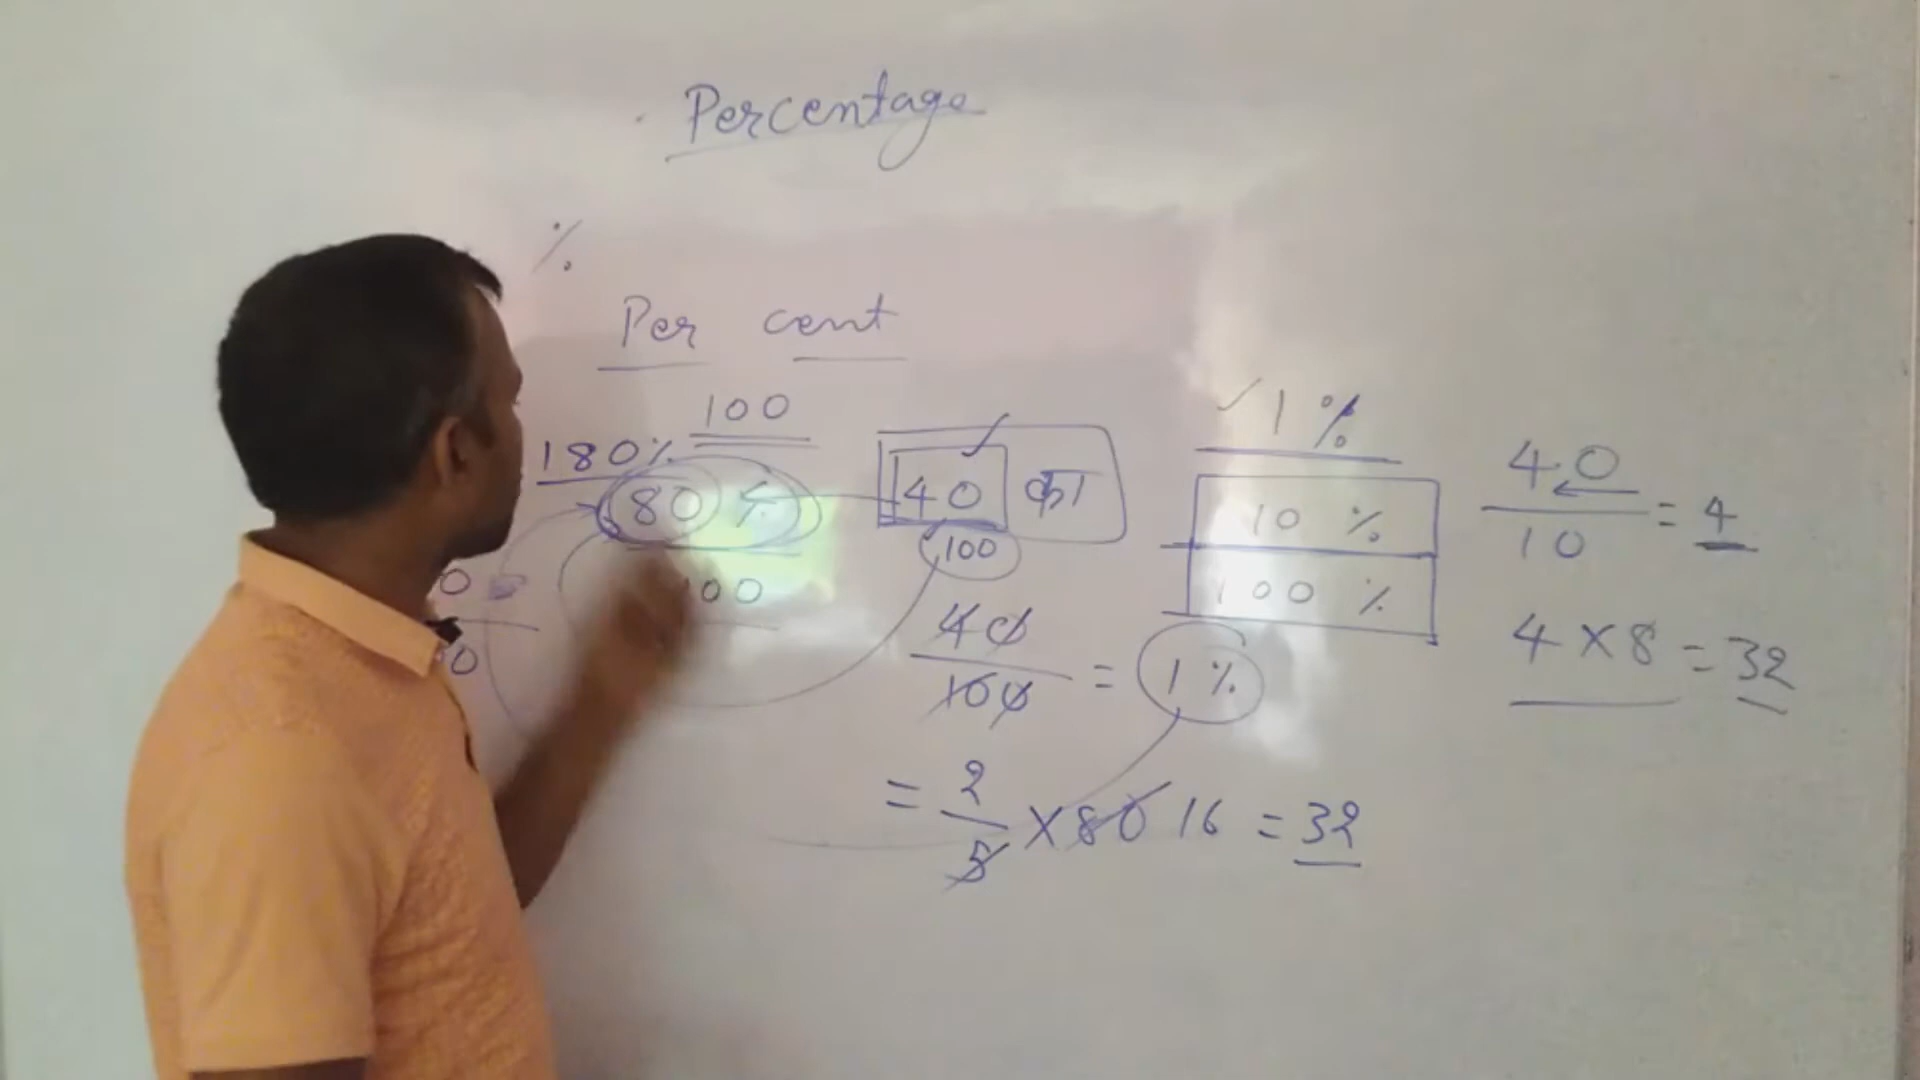 Percentage
%
Per cent
100
180%
80 %
40 का
100
40
100
= 1 %
= 2
5
× 80 16 = 32
1 %
10 %
100 %
40
10
= 4
4 × 8 = 32